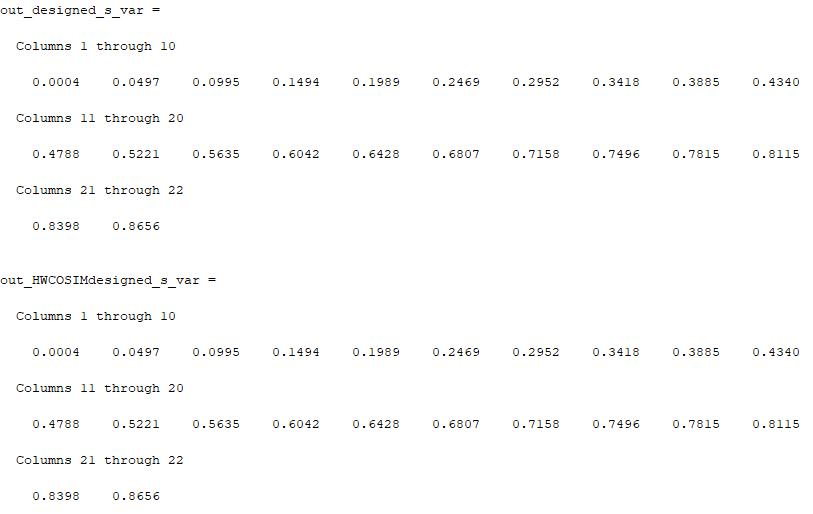 out_designed_s_var =
Columns 1 through 10
0.0004 0.0497 0.0995 0.1494 0.1989 0.2469 0.2952 0.3418 0.3885 0.4340
Columns 11 through 20
0.4788 0.5221 0.5635 0.6042 0.6428 0.6807 0.7158 0.7496 0.7815 0.8115
Columns 21 through 22
0.8398 0.8656
out_HWCOSIMdesigned_s_var =
Columns 1 through 10
0.0004 0.0497 0.0995 0.1494 0.1989 0.2469 0.2952 0.3418 0.3885 0.4340
Columns 11 through 20
0.4788 0.5221 0.5635 0.6042 0.6428 0.6807 0.7158 0.7496 0.7815 0.8115
Columns 21 through 22
0.8398 0.8656